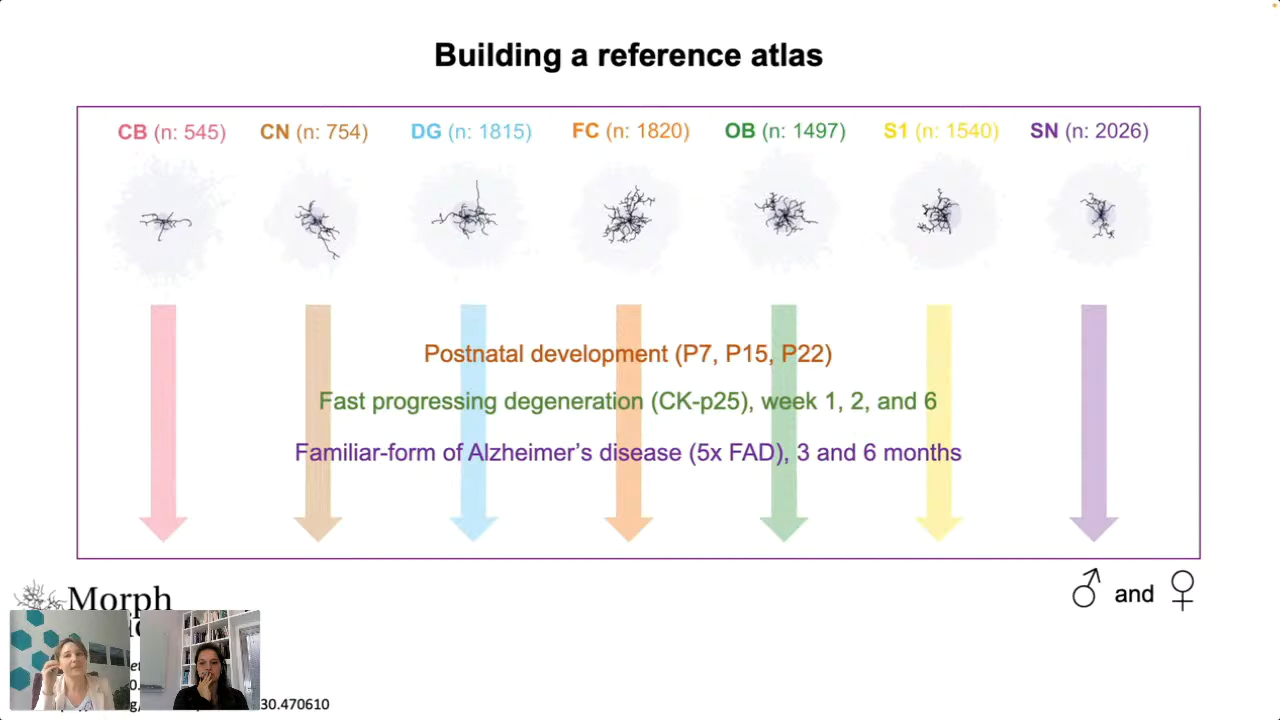 Building a reference atlas
CB (n: 545) CN (n: 754) DG (n: 1815) FC (n: 1820) OB (n: 1497) S1 (n: 1540) SN (n: 2026)
Postnatal development (P7, P15, P22)
Fast progressing degeneration (CK-p25), week 1, 2, and 6
Familiar-form of Alzheimer's disease (5x FAD), 3 and 6 months
Morph
♂ and ♀
30.470610